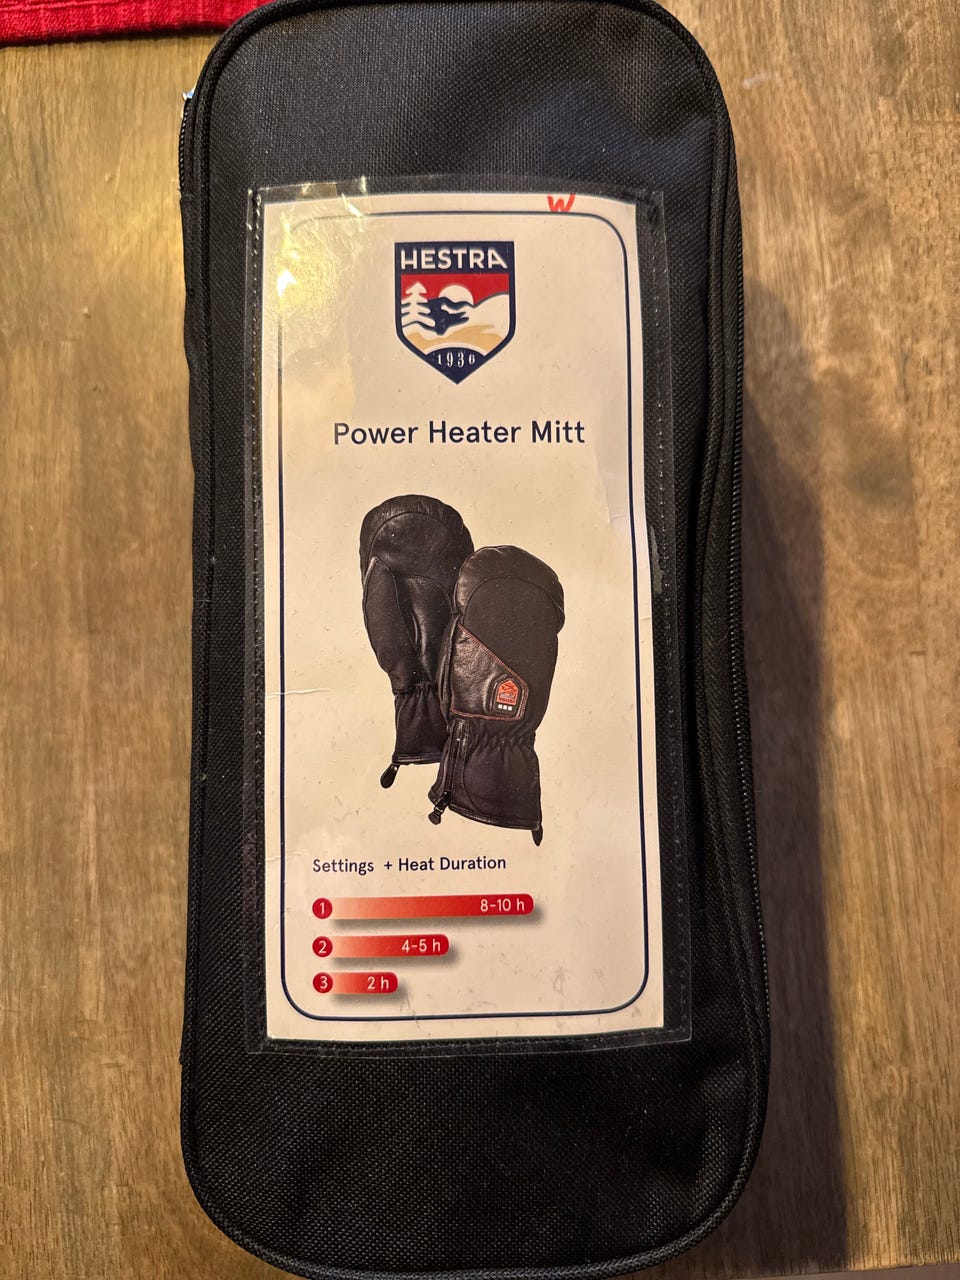 W
HESTRA
1936
Power Heater Mitt
Settings + Heat Duration
1 8-10 h
2 4-5 h
3 2 h